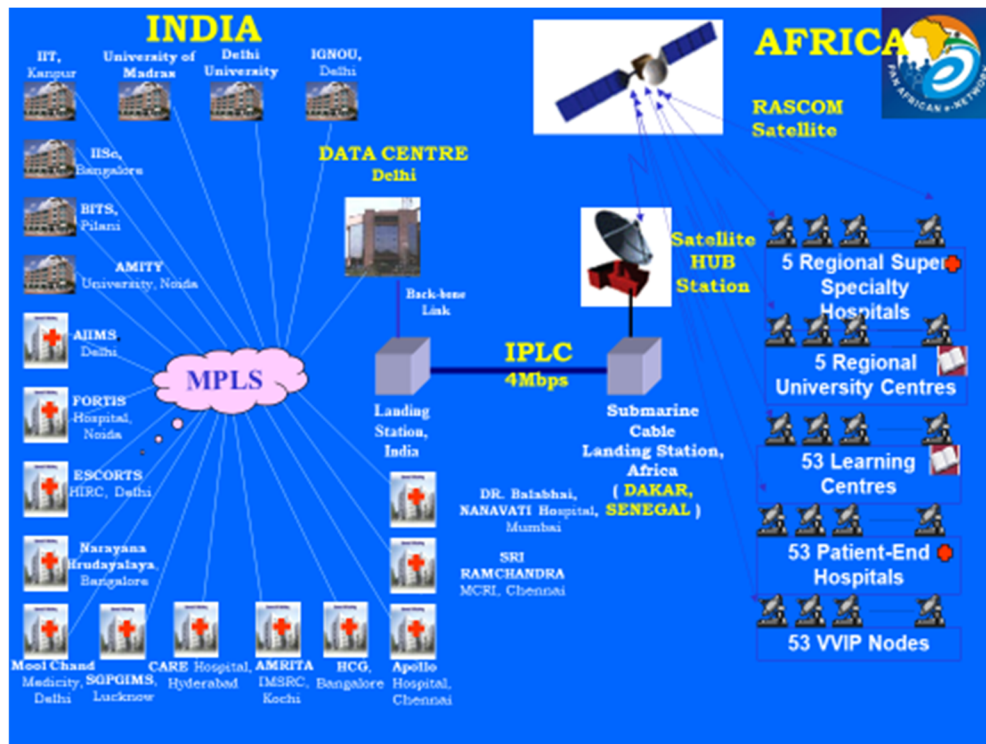 INDIA
AFRICA
PAN AFRICAN e-NETWORK
e
IIT,
Kanpur
University of
Madras
Delhi
University
IGNOU,
Delhi
RASCOM
Satellite
IISc,
Bangalore
DATA CENTRE
Delhi
BITS,
Pilani
AMITY
University, Noida
Satellite
HUB
Station
5 Regional Super
Specialty
Hospitals
Back-bone
Link
AIIMS,
Delhi
MPLS
IPLC
4Mbps
5 Regional
University Centres
FORTIS
Hospital,
Noida
Landing
Station,
India
Submarine
Cable
Landing Station,
Africa
( DAKAR,
SENEGAL )
53 Learning
Centres
ESCORTS
HIRC, Delhi
DR. Balabhai,
NANAVATI Hospital,
Mumbai
Narayana
Hrudayalaya,
Bangalore
SRI
RAMCHANDRA
MCRI, Chennai
53 Patient-End
Hospitals
53 VVIP Nodes
Mool Chand
Medicity,
Delhi
SGPGIMS,
Lucknow
CARE Hospital,
Hyderabad
AMRITA
IMSRC,
Kochi
HCG,
Bangalore
Apollo
Hospital,
Chennai